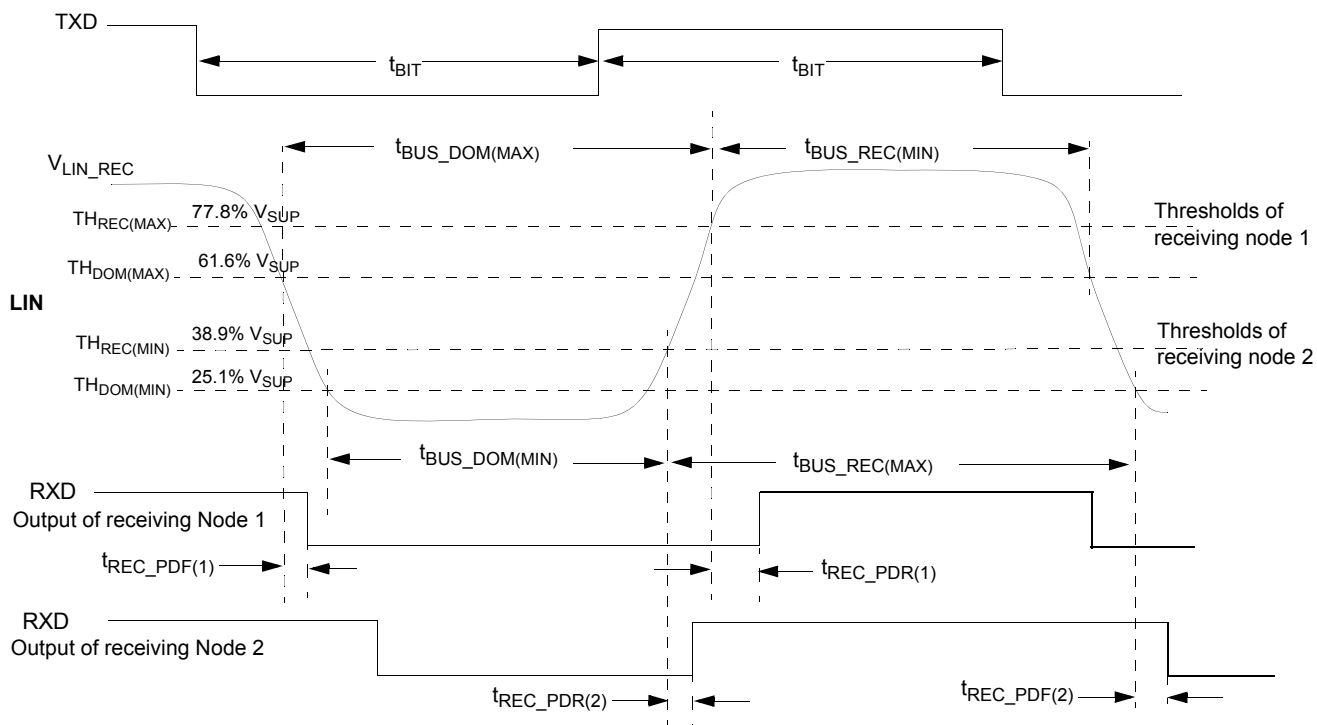 TXD
tBIT
tBIT
tBUS_DOM(MAX)
tBUS_REC(MIN)
VLIN_REC
THREC(MAX) 77.8% VSUP
Thresholds of
receiving node 1
THDOM(MAX) 61.6% VSUP
LIN
THREC(MIN) 38.9% VSUP
Thresholds of
receiving node 2
THDOM(MIN) 25.1% VSUP
tBUS_DOM(MIN)
tBUS_REC(MAX)
RXD
Output of receiving Node 1
tREC_PDF(1)
tREC_PDR(1)
RXD
Output of receiving Node 2
tREC_PDR(2)
tREC_PDF(2)